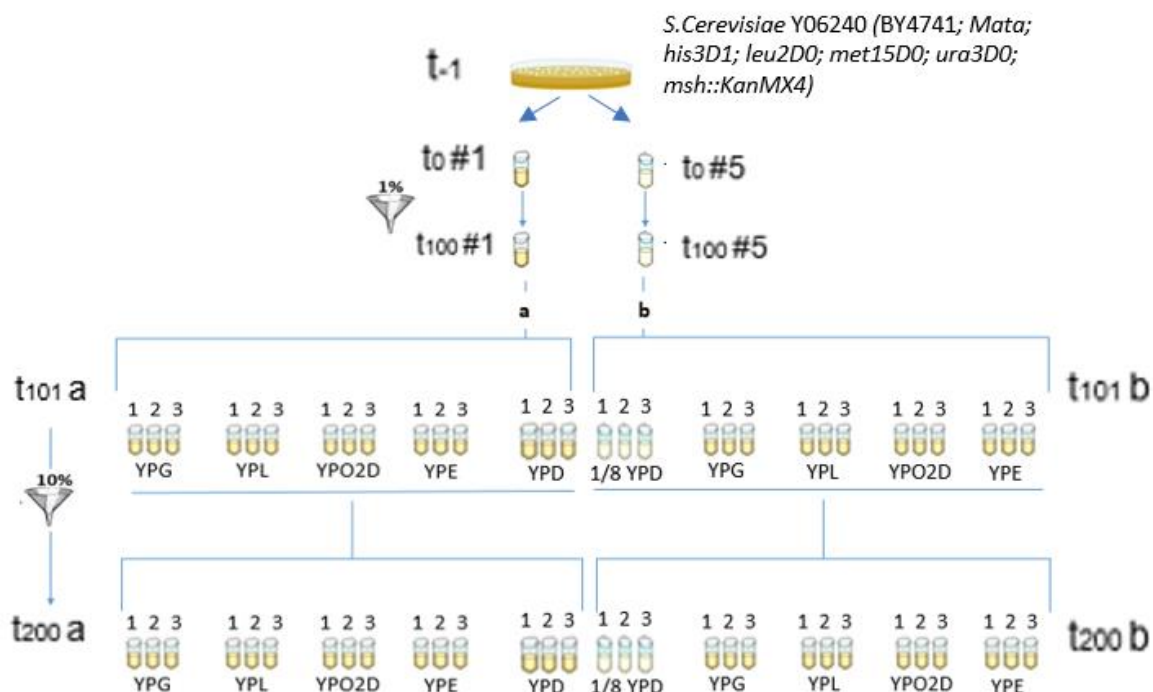 S.Cerevisiae Y06240 (BY4741; Mata;
his3D1; leu2D0; met15D0; ura3D0;
msh::KanMX4)
t-1
t0 #1
t0 #5
1%
t100 #1
t100 #5
a
b
t101 a
t101 b
1 2 3
1 2 3
1 2 3
1 2 3
1 2 3
1 2 3
1 2 3
1 2 3
1 2 3
1 2 3
YPG
YPL
YPO2D
YPE
YPD
1/8 YPD
YPG
YPL
YPO2D
YPE
10%
t200 a
t200 b
1 2 3
1 2 3
1 2 3
1 2 3
1 2 3
1 2 3
1 2 3
1 2 3
1 2 3
1 2 3
YPG
YPL
YPO2D
YPE
YPD
1/8 YPD
YPG
YPL
YPO2D
YPE